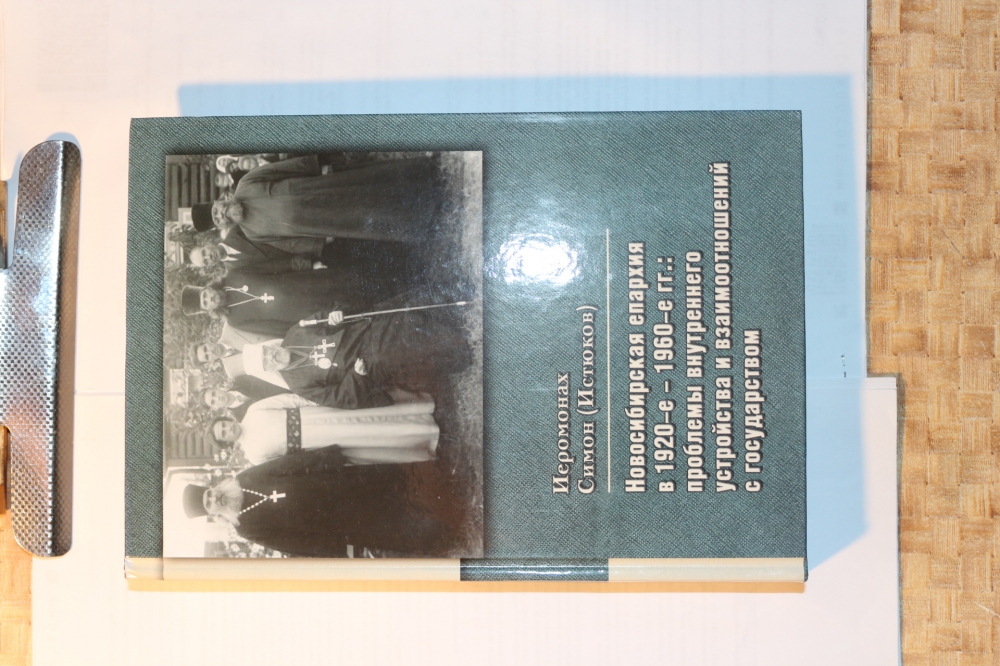 Иеромонах
Симон (Истюков)
Новосибирская епархия
в 1920-е – 1960-е гг.:
проблемы внутреннего
устройства и взаимоотношений
с государством